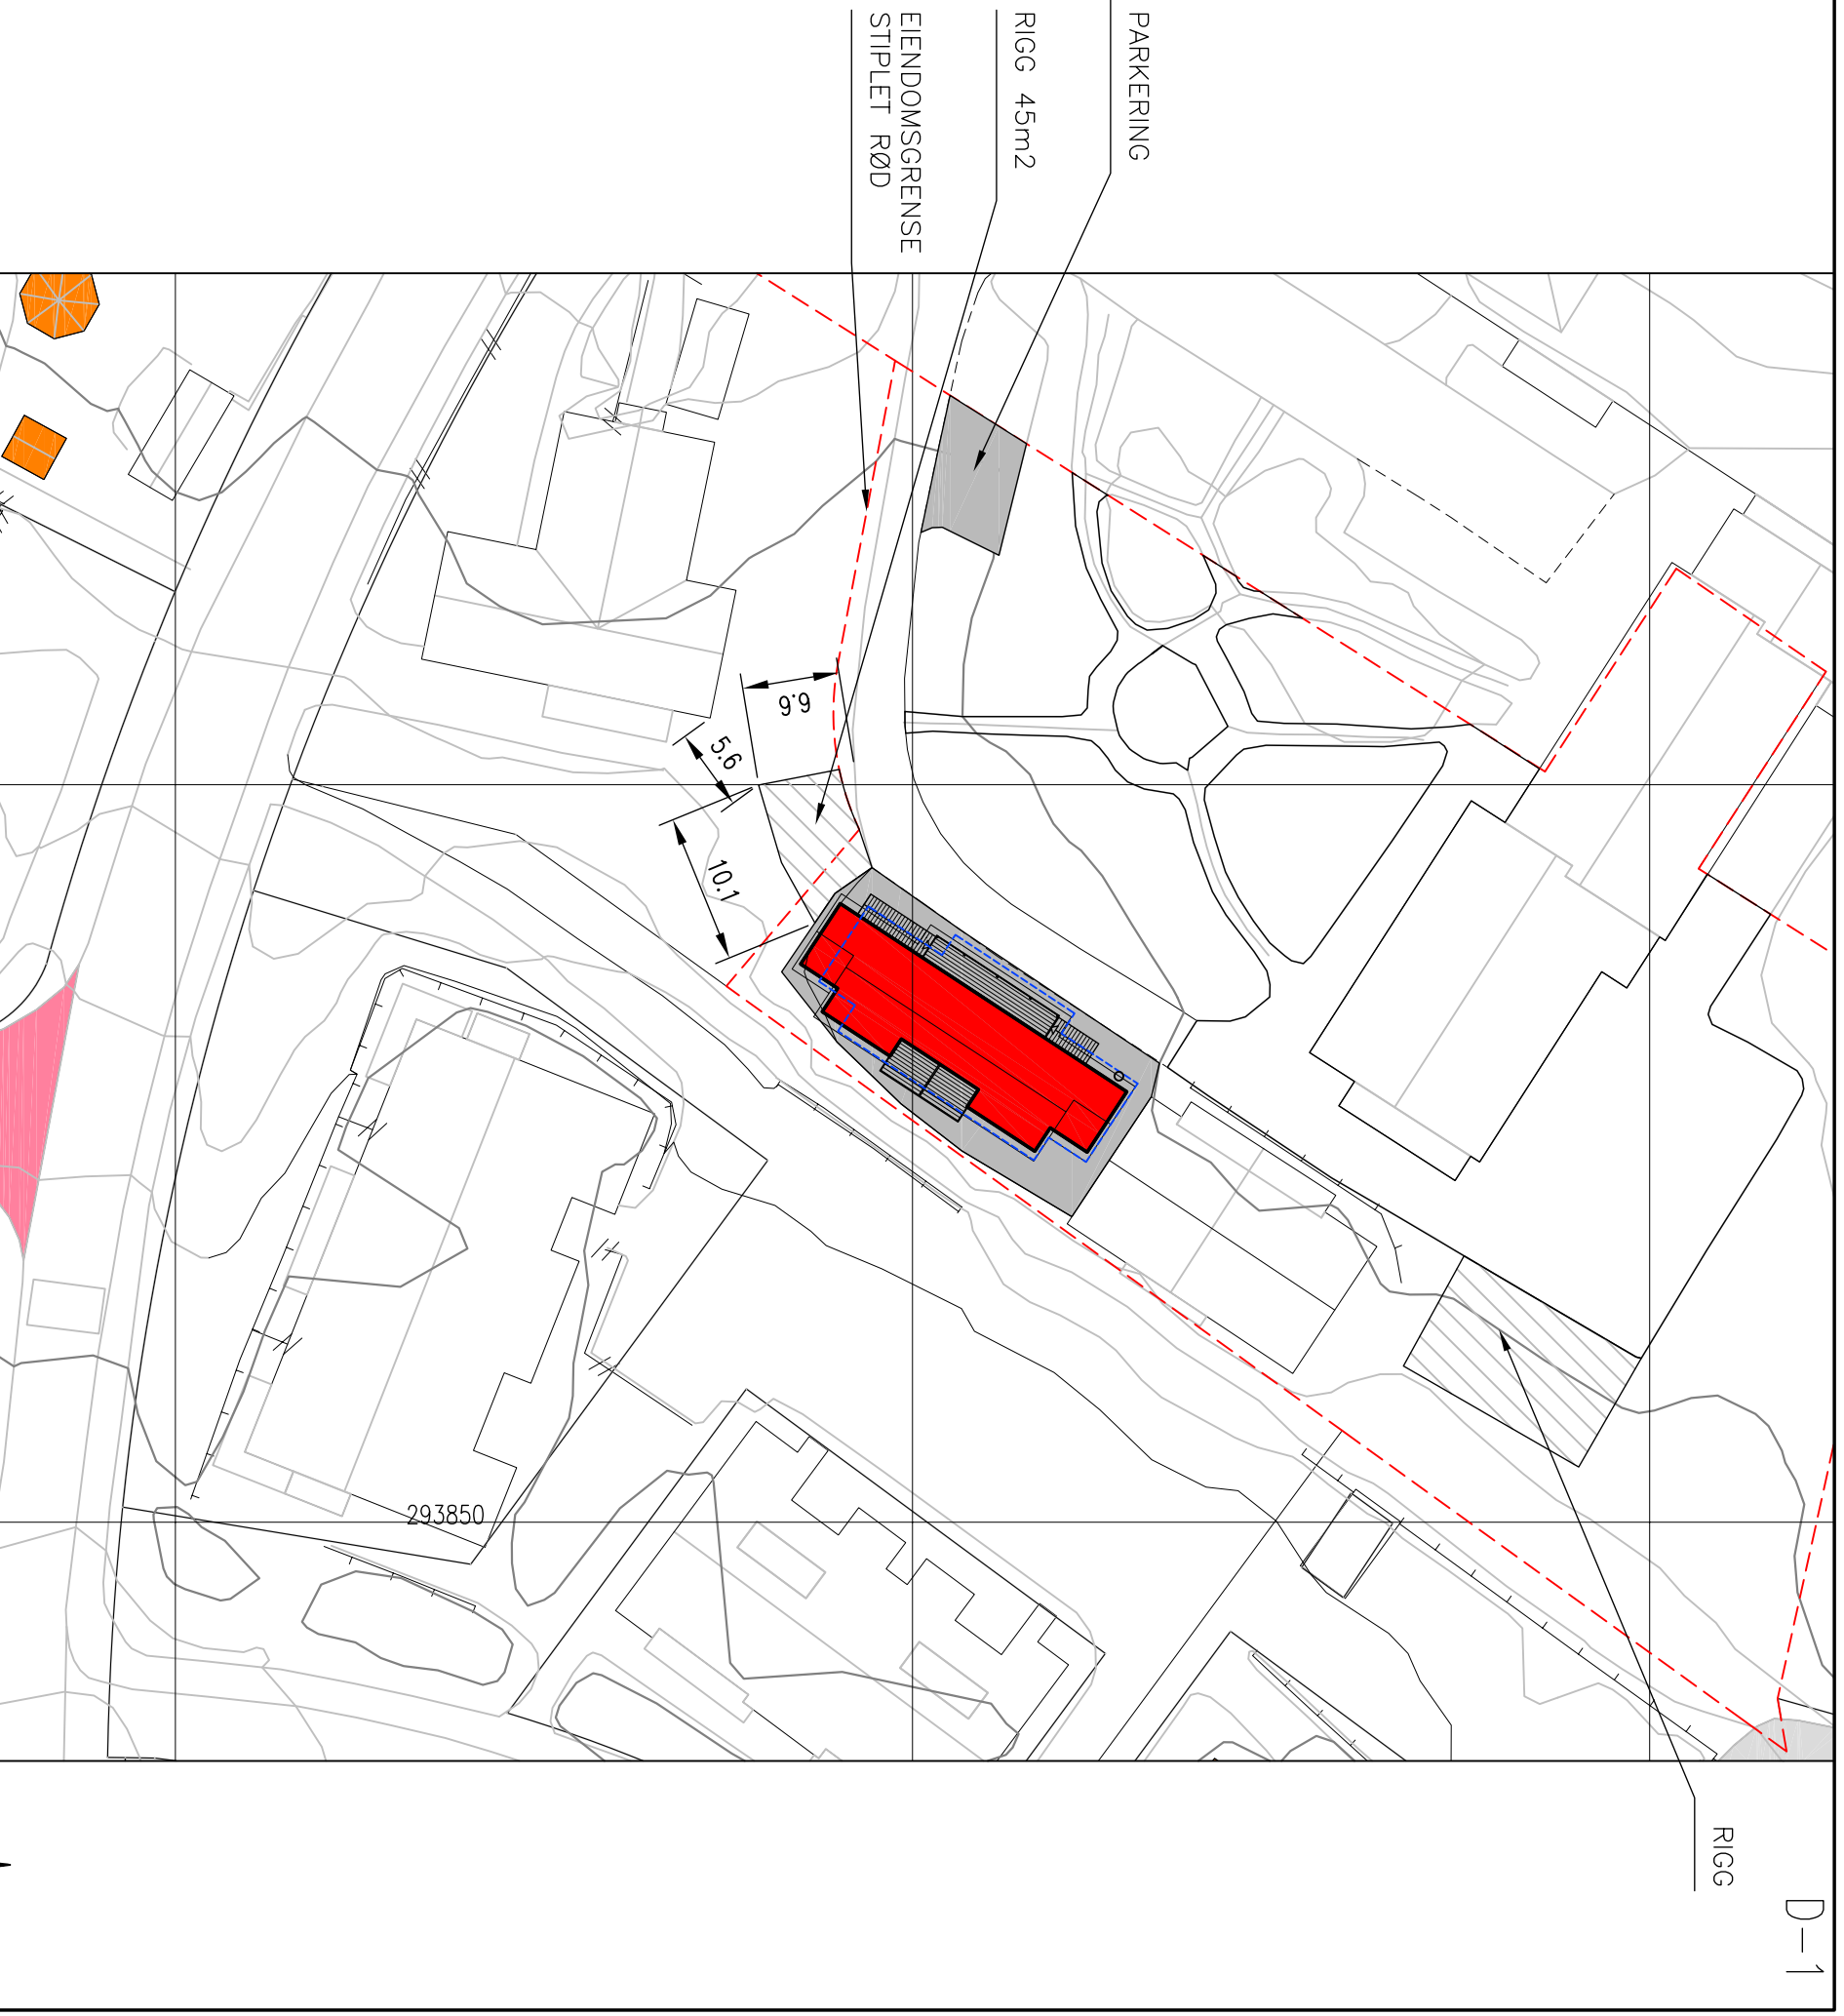 PARKERING
RIGG 45m2
EIENDOMSGRENSE
STIPLET RØD
6.6
5.6
10.1
293850
RIGG
D-1